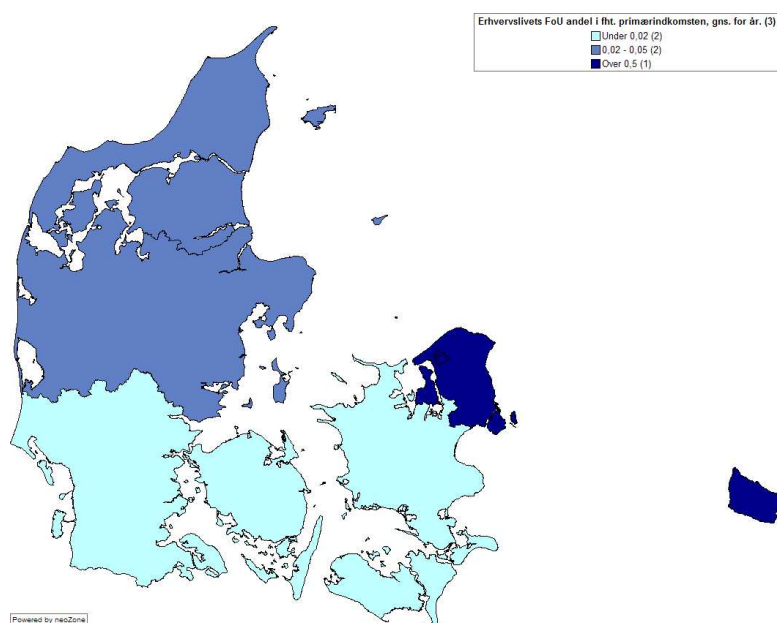 Erhvervslivets FoU andel i fht. primærindkomsten, gns. for år. (3)
Under 0,02 (2)
0,02 - 0,05 (2)
Over 0,5 (1)
Powered by neoZone